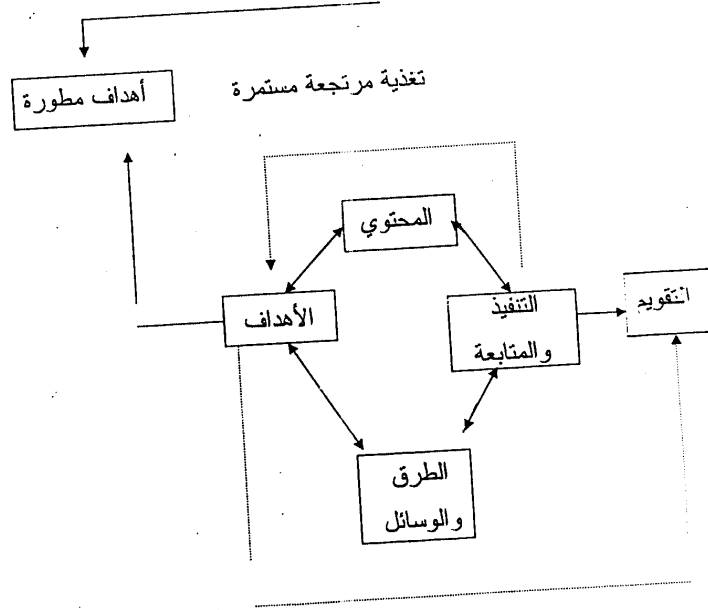 تغذية مرتجعة مستمرة
أهداف مطورة
المحتوي
التقويم
التنفيذ
والمتابعة
الأهداف
الطرق
والوسائل